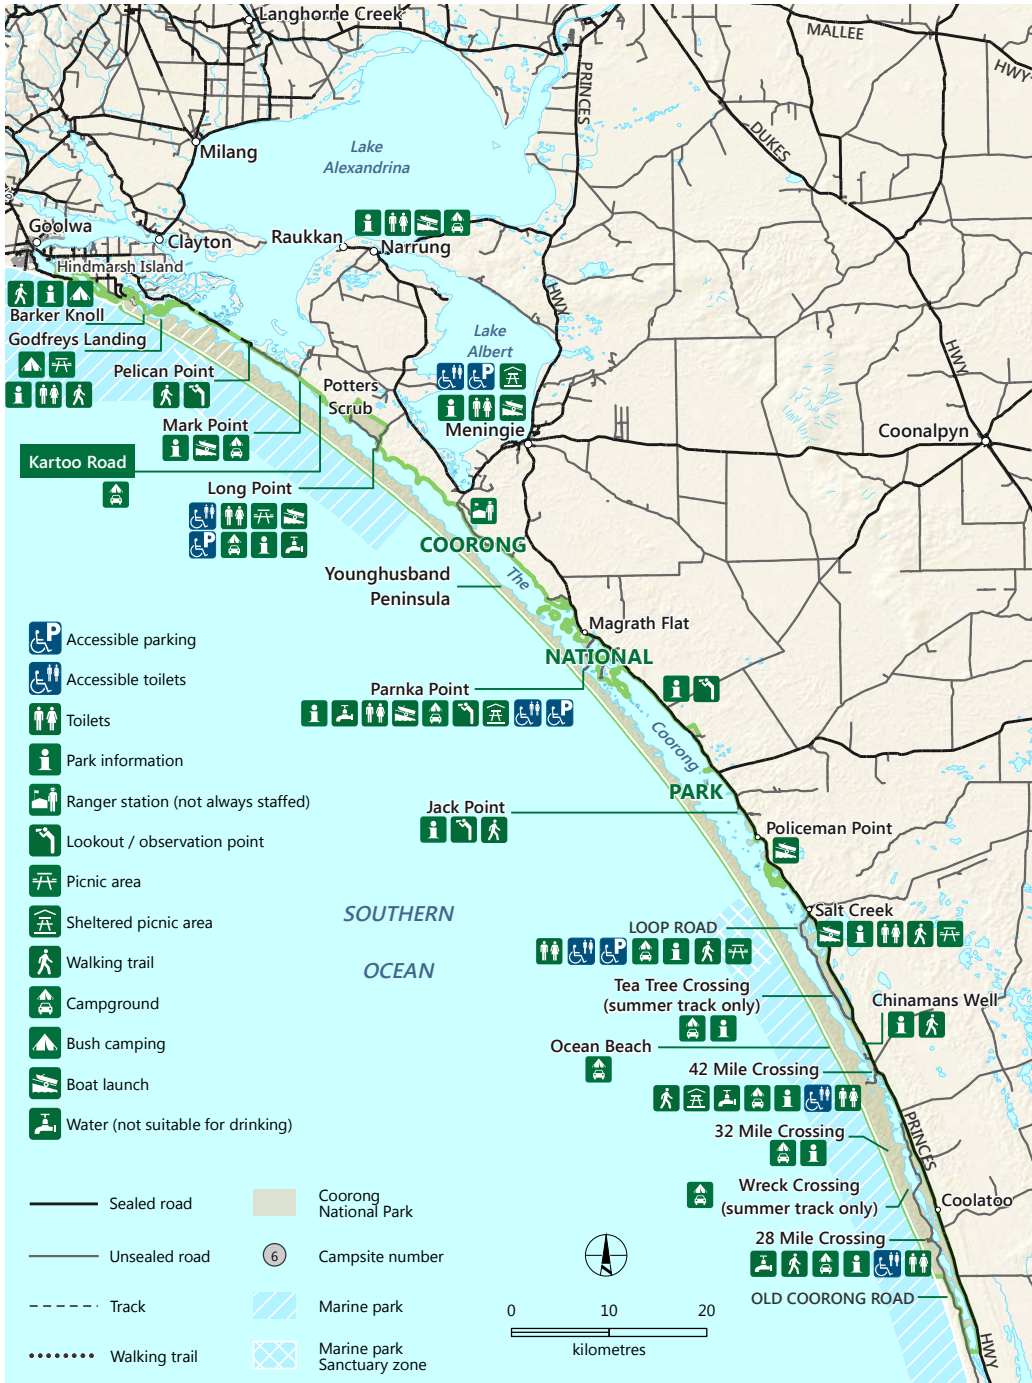 Langhorne Creek
MALLEE
HWY
PRINCES
DUKES
Milang
Lake
Alexandrina
Goolwa
Clayton
Raukkan
Narrung
Hindmarsh Island
HWY
Barker Knoll
Godfreys Landing
Lake
Albert
HWY
Pelican Point
Potters
Scrub
Mark Point
Meningie
Coonalpyn
Kartoo Road
Long Point
COORONG
The
Younghusband
Peninsula
Magrath Flat
NATIONAL
Parnka Point
Coorong
PARK
Jack Point
Policeman Point
SOUTHERN
OCEAN
Salt Creek
LOOP ROAD
Tea Tree Crossing
(summer track only)
Chinamans Well
Ocean Beach
42 Mile Crossing
PRINCES
32 Mile Crossing
Wreck Crossing
(summer track only)
Coolatoo
28 Mile Crossing
OLD COORONG ROAD
HWY
P Accessible parking
Accessible toilets
Toilets
Park information
Ranger station (not always staffed)
Lookout / observation point
Picnic area
Sheltered picnic area
Walking trail
Campground
Bush camping
Boat launch
Water (not suitable for drinking)
Sealed road
Unsealed road
Track
Walking trail
Coorong
National Park
6 Campsite number
Marine park
Marine park
Sanctuary zone
0 10 20
kilometres